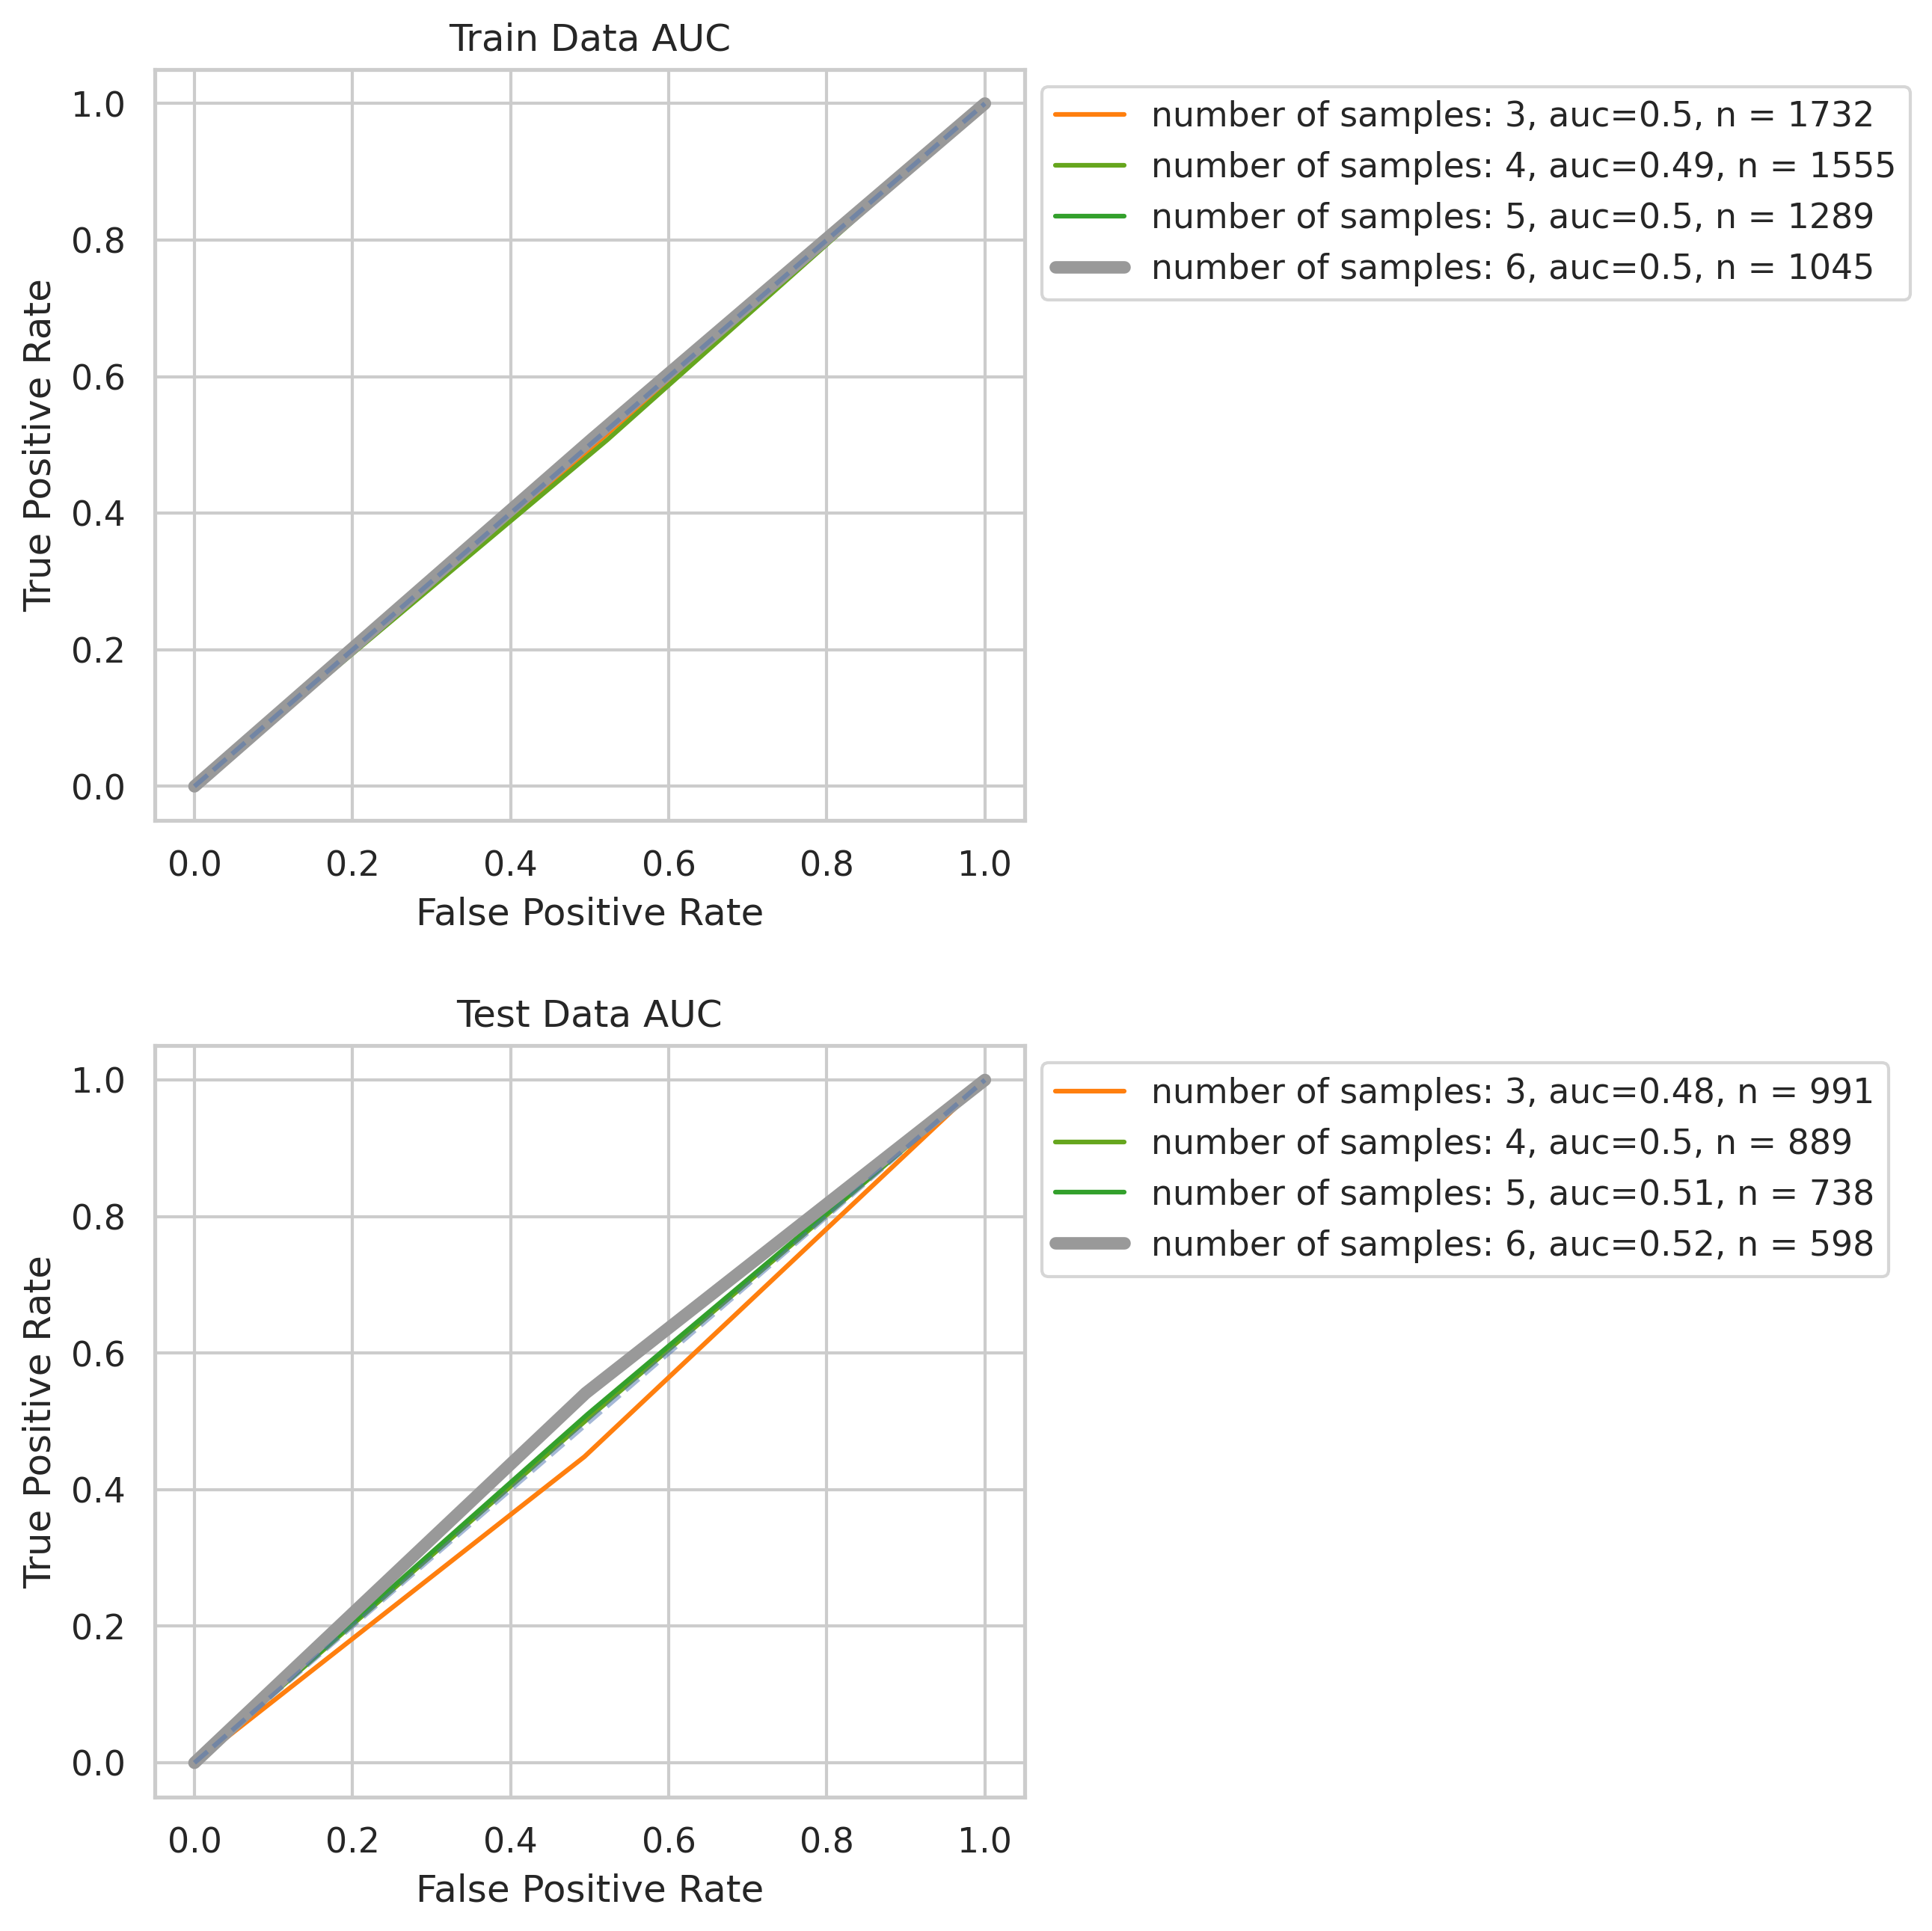 Train Data AUC
number of samples: 3, auc=0.5, n = 1732
number of samples: 4, auc=0.49, n = 1555
number of samples: 5, auc=0.5, n = 1289
number of samples: 6, auc=0.5, n = 1045
True Positive Rate
1.0
0.8
0.6
0.4
0.2
0.0
0.0 0.2 0.4 0.6 0.8 1.0
False Positive Rate
Test Data AUC
number of samples: 3, auc=0.48, n = 991
number of samples: 4, auc=0.5, n = 889
number of samples: 5, auc=0.51, n = 738
number of samples: 6, auc=0.52, n = 598
True Positive Rate
1.0
0.8
0.6
0.4
0.2
0.0
0.0 0.2 0.4 0.6 0.8 1.0
False Positive Rate